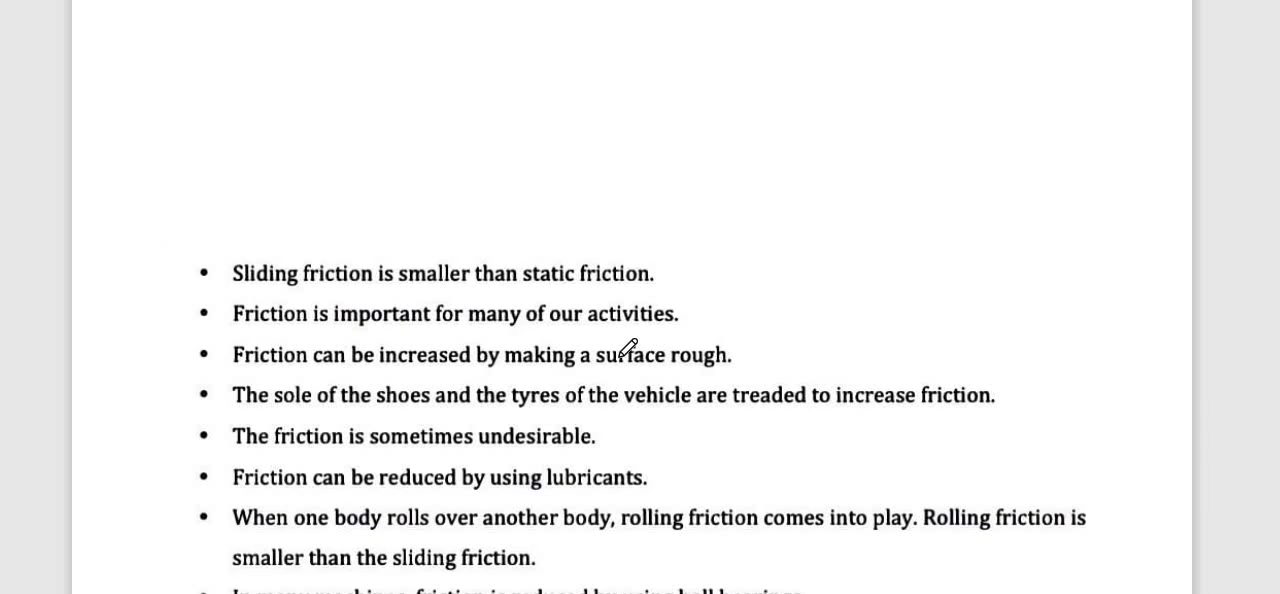 • Sliding friction is smaller than static friction.
• Friction is important for many of our activities.
• Friction can be increased by making a surface rough.
• The sole of the shoes and the tyres of the vehicle are treaded to increase friction.
• The friction is sometimes undesirable.
• Friction can be reduced by using lubricants.
• When one body rolls over another body, rolling friction comes into play. Rolling friction is
smaller than the sliding friction.